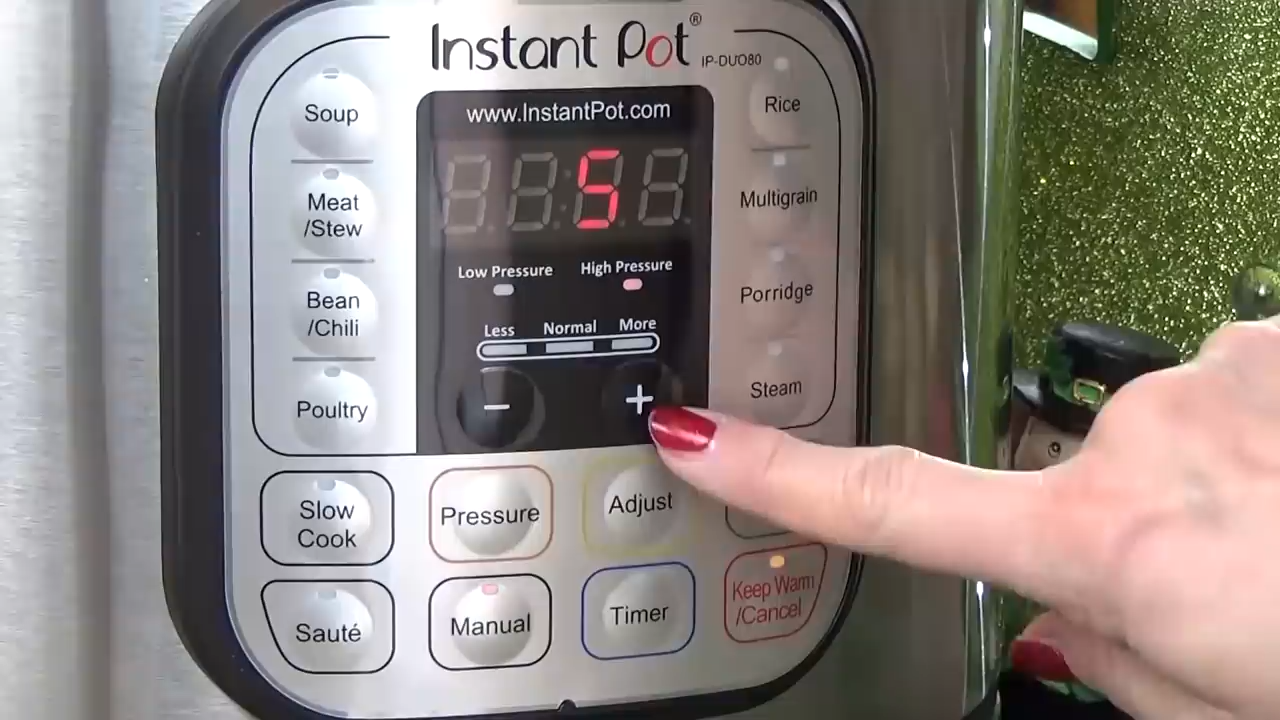 Instant Pot®
IP-DUO80
www.InstantPot.com
5
Low Pressure
High Pressure
Less
Normal
More
−
+
Soup
Meat
/Stew
Bean
/Chili
Poultry
Rice
Multigrain
Porridge
Steam
Slow
Cook
Pressure
Adjust
Sauté
Manual
Timer
Keep Warm
/Cancel